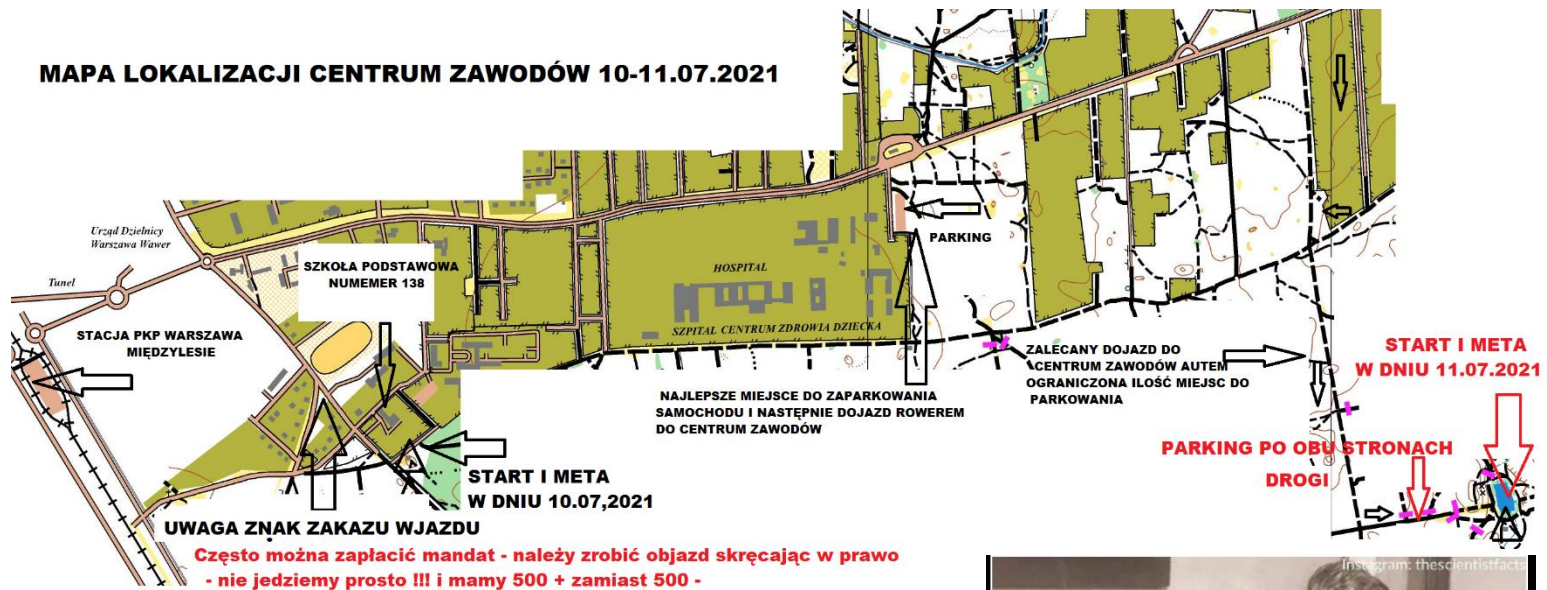 MAPA LOKALIZACJI CENTRUM ZAWODÓW 10-11.07.2021
Urząd Dzielnicy
Warszawa Wawer
Tunel
SZKOŁA PODSTAWOWA
NUMEMER 138
STACJA PKP WARSZAWA
MIĘDZYLESIE
HOSPITAL
SZPITAL CENTRUM ZDROWIA DZIECKA
PARKING
NAJLEPSZE MIEJSCE DO ZAPARKOWANIA
SAMOCHODU I NASTĘPNIE DOJAZD ROWEREM
DO CENTRUM ZAWODÓW
ZALECANY DOJAZD DO
CENTRUM ZAWODÓW AUTEM
OGRANICZONA ILOŚĆ MIEJSC DO
PARKOWANIA
START I META
W DNIU 11.07.2021
PARKING PO OBU STRONACH
DROGI
START I META
W DNIU 10.07,2021
UWAGA ZNAK ZAKAZU WJAZDU
Często można zapłacić mandat - należy zrobić objazd skręcając w prawo
- nie jedziemy prosto !!! i mamy 500 + zamiast 500 -
Instagram: thescientistfacts